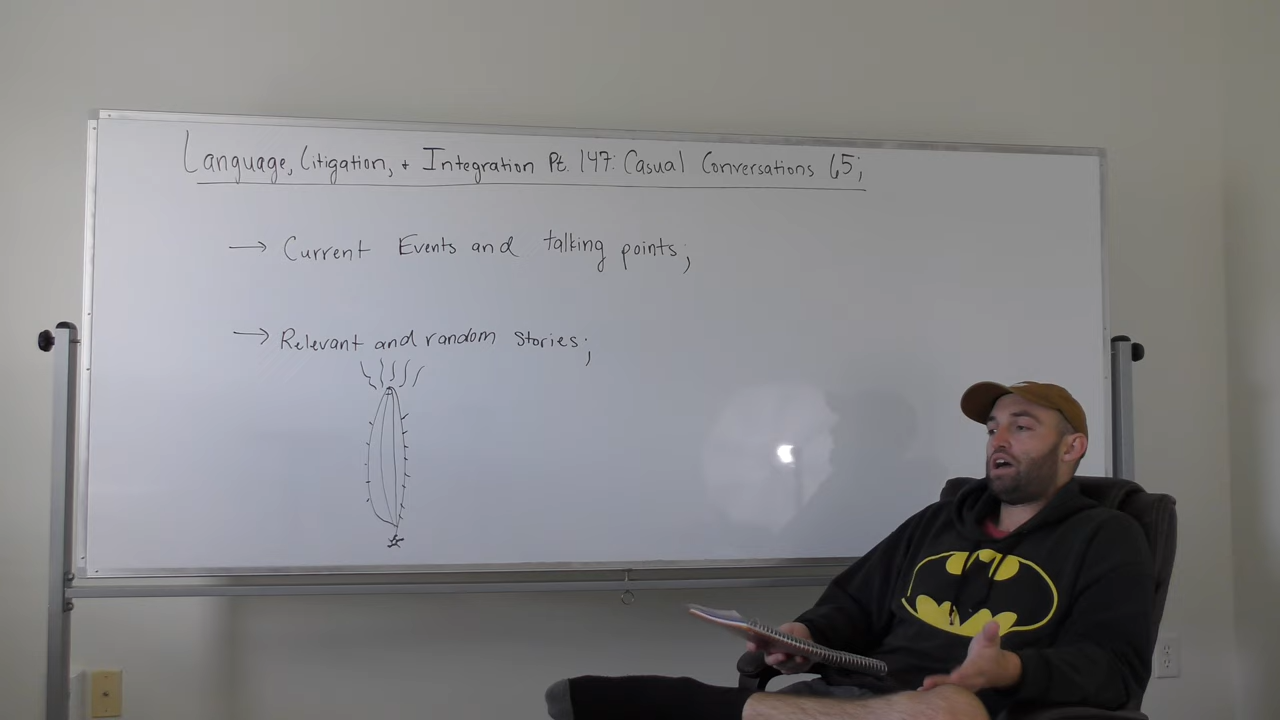 Language, Litigation, + Integration Pt. 147: Casual Conversations 65;
→ Current Events and talking points;
→ Relevant and random stories;